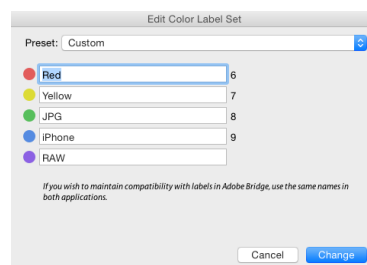 Edit Color Label Set
Preset: Custom
Red 6
Yellow 7
JPG 8
iPhone 9
RAW
If you wish to maintain compatibility with labels in Adobe Bridge, use the same names in
both applications.
Cancel Change